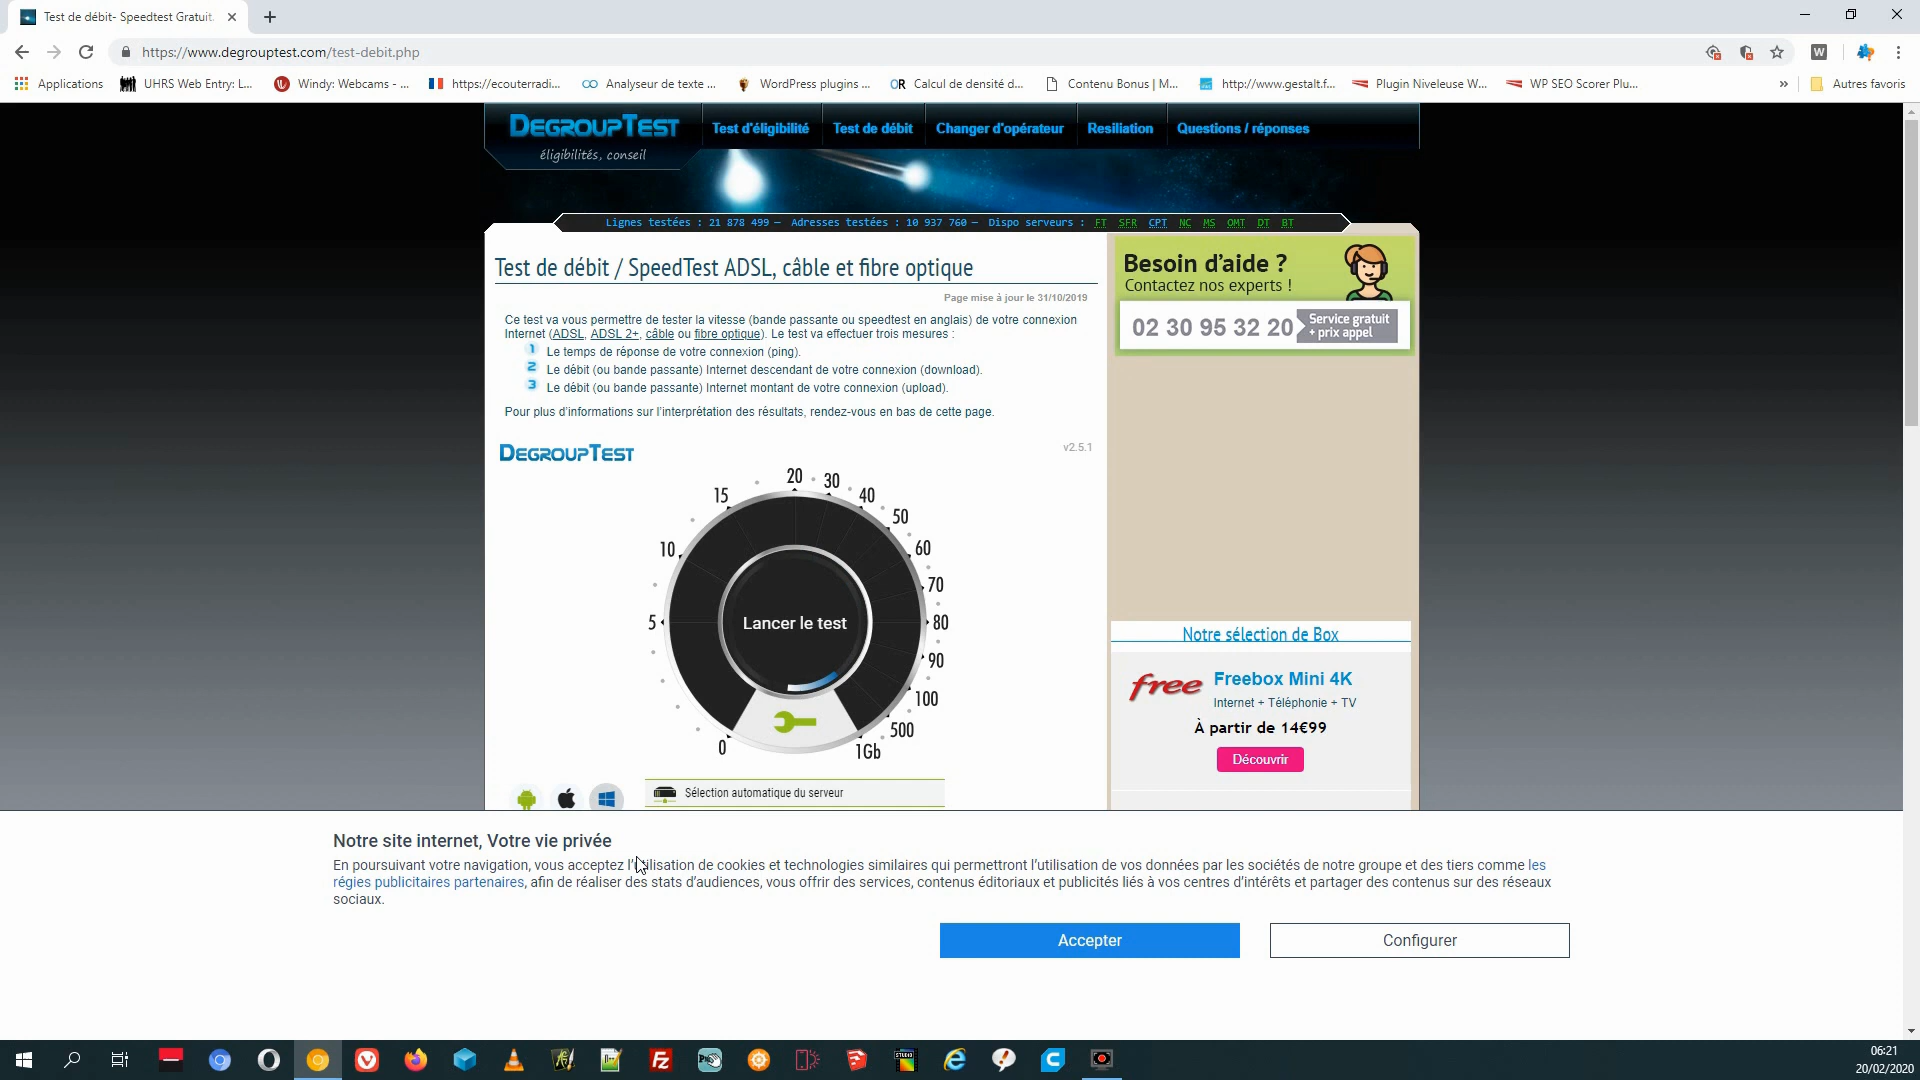 Test de débit- Speedtest Gratuit.
https://www.degrouptest.com/test-debit.php
Applications
UHRS Web Entry: L...
Windy: Webcams - ...
https://ecouterradi...
Analyseur de texte ...
WordPress plugins ...
OR Calcul de densité d...
Contenu Bonus | M...
http://www.gestalt.f...
Plugin Niveleuse W...
WP SEO Scorer Plu...
»
Autres favoris
DEGROUPTEST
éligibilités, conseil
Test d'éligibilité
Test de débit
Changer d'opérateur
Resiliation
Questions / réponses
Lignes testées : 21 878 499 — Adresses testées : 10 937 760 — Dispo serveurs : FT SFR CPT NC MS OMT DT BT
Test de débit / SpeedTest ADSL, câble et fibre optique
Page mise à jour le 31/10/2019
Ce test va vous permettre de tester la vitesse (bande passante ou speedtest en anglais) de votre connexion
Internet (ADSL, ADSL 2+, câble ou fibre optique). Le test va effectuer trois mesures :
1 Le temps de réponse de votre connexion (ping).
2 Le débit (ou bande passante) Internet descendant de votre connexion (download).
3 Le débit (ou bande passante) Internet montant de votre connexion (upload).
Pour plus d'informations sur l'interprétation des résultats, rendez-vous en bas de cette page.
DEGROUPTEST
v2.5.1
0
5
10
15
20
30
40
50
60
70
80
90
100
500
1Gb
Lancer le test
Sélection automatique du serveur
Besoin d'aide ?
Contactez nos experts !
02 30 95 32 20
Service gratuit
+ prix appel
Notre sélection de Box
free
Freebox Mini 4K
Internet + Téléphonie + TV
À partir de 14€99
Découvrir
Notre site internet, Votre vie privée
En poursuivant votre navigation, vous acceptez l'utilisation de cookies et technologies similaires qui permettront l'utilisation de vos données par les sociétés de notre groupe et des tiers comme les
régies publicitaires partenaires, afin de réaliser des stats d'audiences, vous offrir des services, contenus éditoriaux et publicités liés à vos centres d'intérêts et partager des contenus sur des réseaux
sociaux.
Accepter
Configurer
06:21
20/02/2020